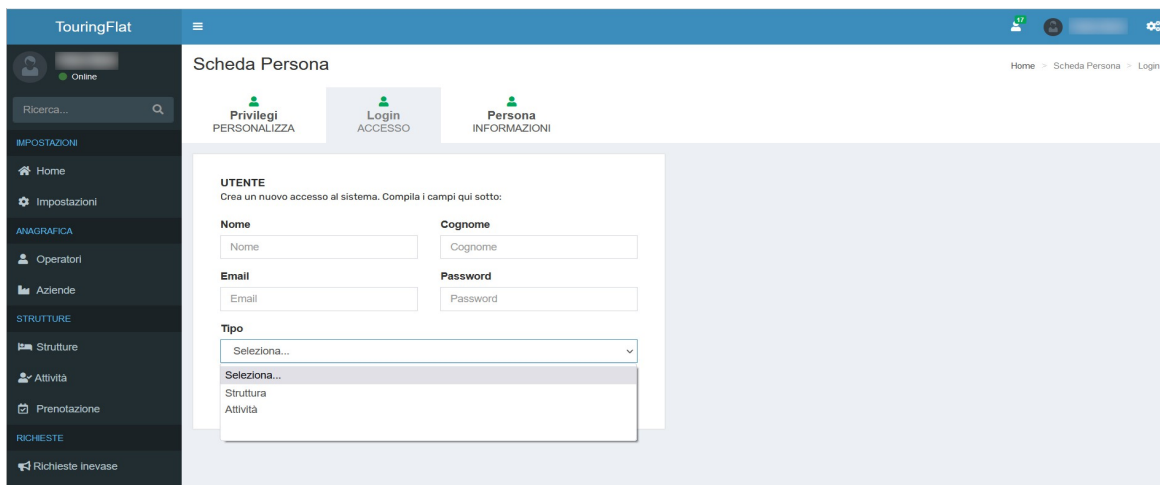 TouringFlat
17
Online
Scheda Persona
Home > Scheda Persona > Login
Ricerca...
Privilegi
PERSONALIZZA
Login
ACCESSO
Persona
INFORMAZIONI
IMPOSTAZIONI
Home
Impostazioni
ANAGRAFICA
Operatori
Aziende
STRUTTURE
Strutture
Attività
Prenotazione
RICHIESTE
Richieste inevase
UTENTE
Crea un nuovo accesso al sistema. Compila i campi qui sotto:
Nome
Cognome
Nome
Cognome
Email
Password
Email
Password
Tipo
Seleziona...
Seleziona...
Struttura
Attività